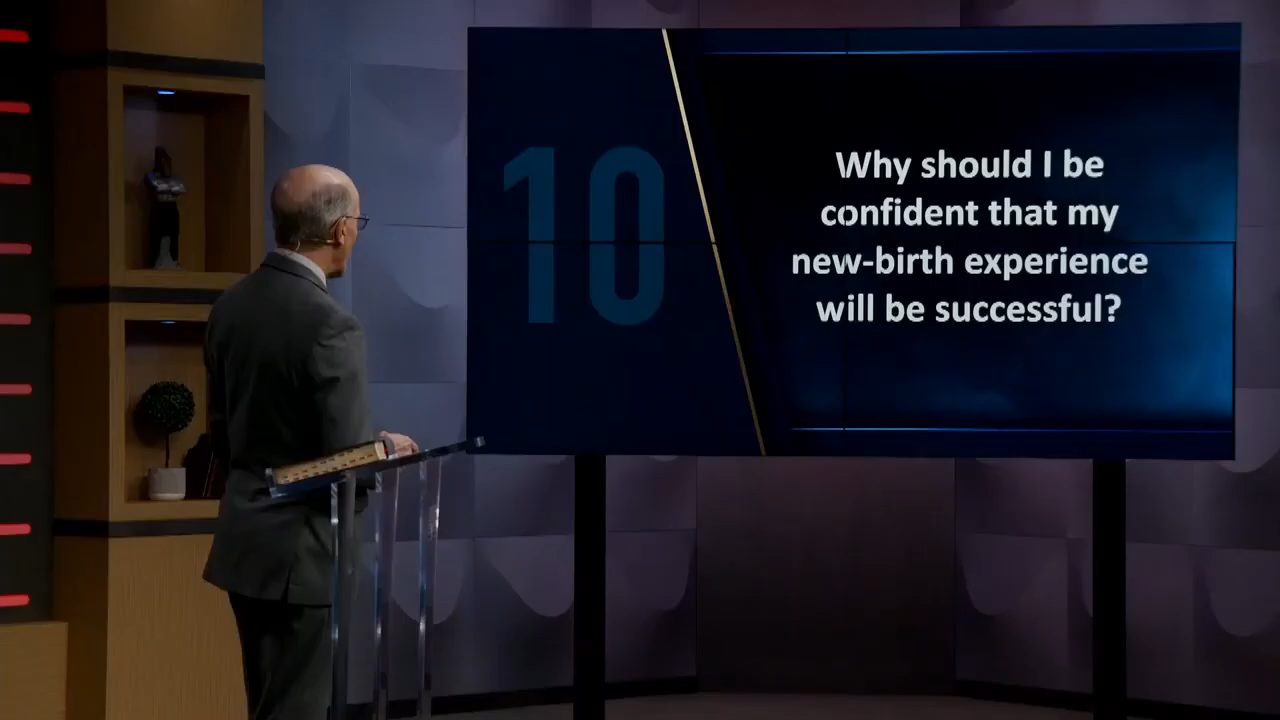 10
Why should I be
confident that my
new-birth experience
will be successful?